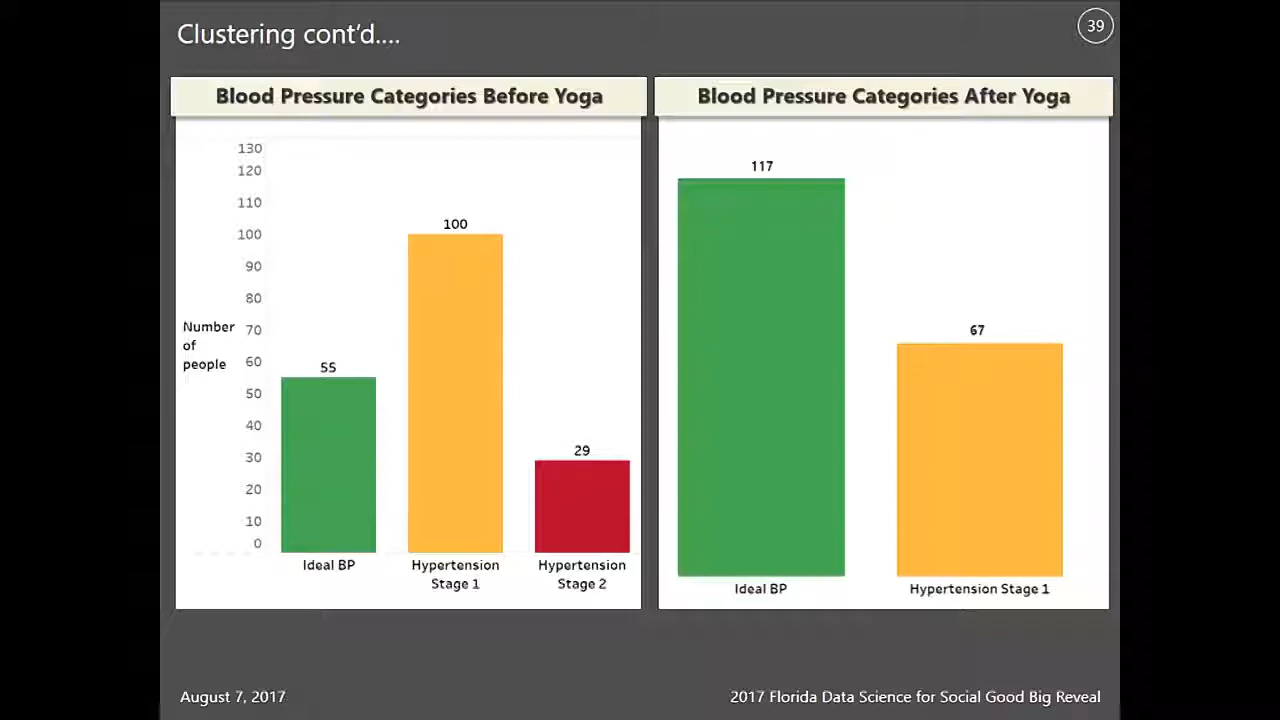 Clustering cont'd....
39
Blood Pressure Categories Before Yoga
Blood Pressure Categories After Yoga
130
120
110
100
90
80
70
60
50
40
30
20
10
0
Number
of
people
55
100
29
Ideal BP
Hypertension
Stage 1
Hypertension
Stage 2
117
67
Ideal BP
Hypertension Stage 1
August 7, 2017
2017 Florida Data Science for Social Good Big Reveal